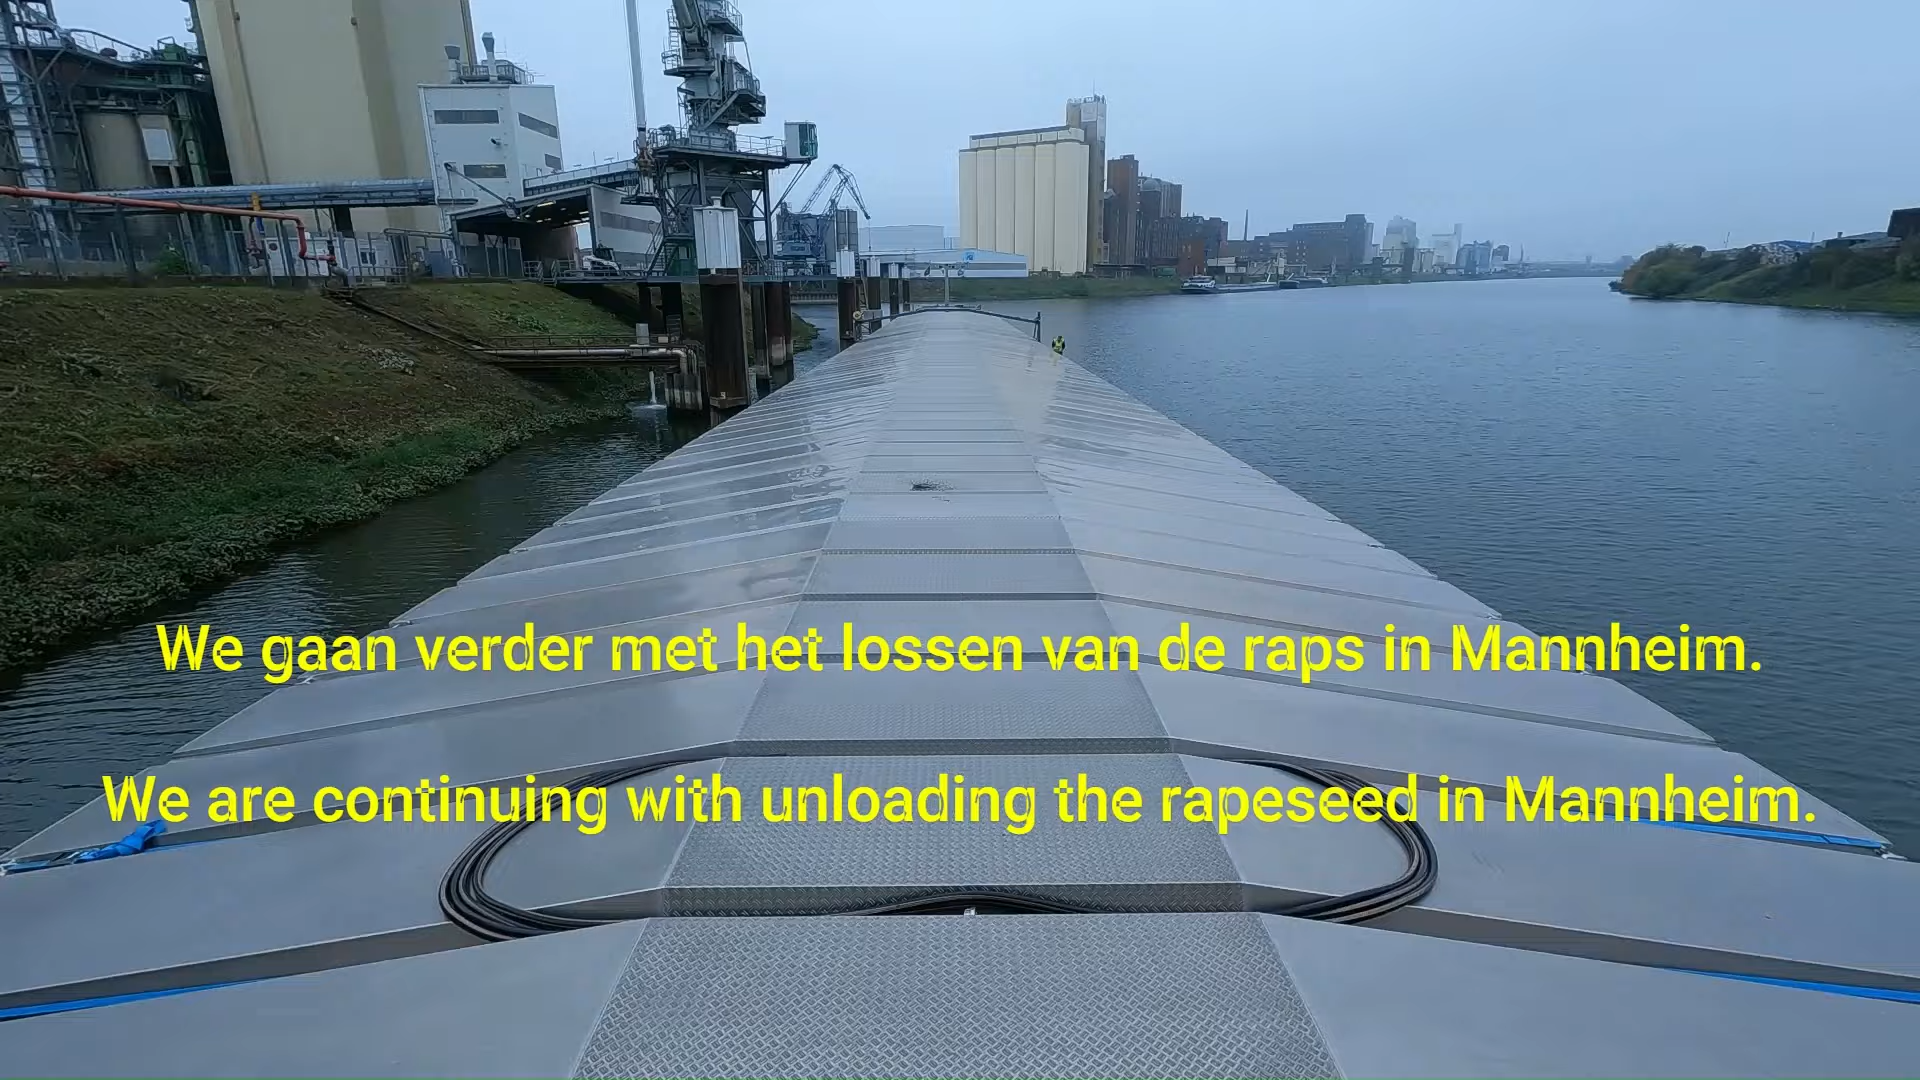 We gaan verder met het lossen van de raps in Mannheim.
We are continuing with unloading the rapeseed in Mannheim.